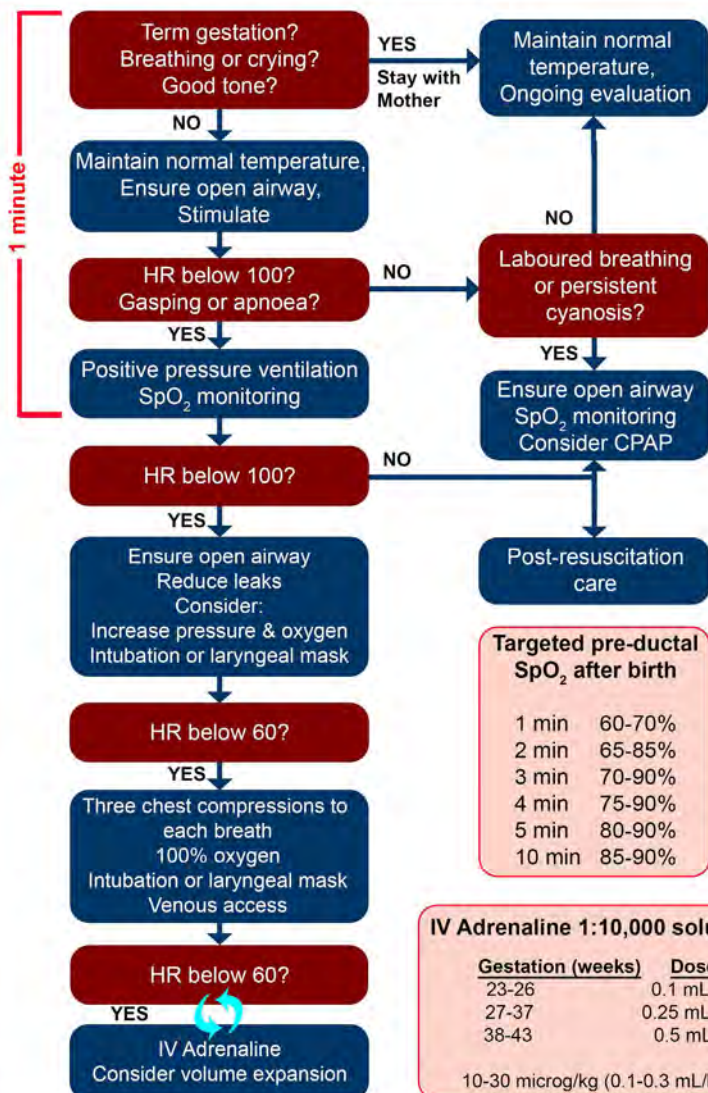 1 minute
Term gestation?
Breathing or crying?
Good tone?
YES
Stay with
Mother
Maintain normal
temperature,
Ongoing evaluation
NO
Maintain normal temperature,
Ensure open airway,
Stimulate
HR below 100?
Gasping or apnoea?
NO
NO
Laboured breathing
or persistent
cyanosis?
YES
YES
Positive pressure ventilation
SpO₂ monitoring
Ensure open airway
SpO₂ monitoring
Consider CPAP
HR below 100?
NO
YES
Ensure open airway
Reduce leaks
Consider:
Increase pressure & oxygen
Intubation or laryngeal mask
Post-resuscitation
care
HR below 60?
YES
Three chest compressions to
each breath
100% oxygen
Intubation or laryngeal mask
Venous access
HR below 60?
YES
IV Adrenaline
Consider volume expansion
Targeted pre-ductal
SpO₂ after birth
1 min 60-70%
2 min 65-85%
3 min 70-90%
4 min 75-90%
5 min 80-90%
10 min 85-90%
IV Adrenaline 1:10,000
Gestation (weeks) Dose
23-26 0.1 mL
27-37 0.25 mL
38-43 0.5 mL
10-30 microg/kg (0.1-0.3